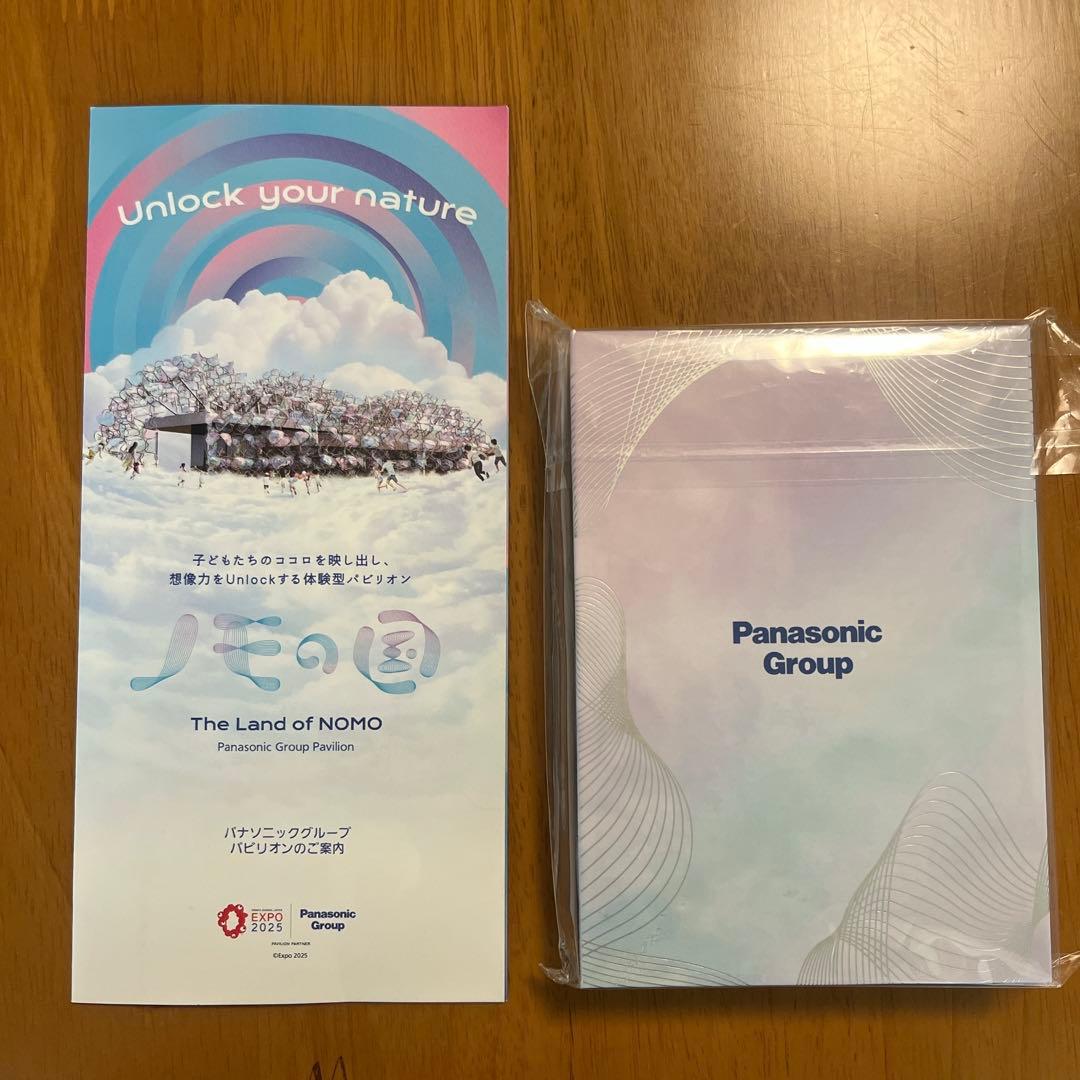 Unlock your nature
子どもたちのココロを映し出し、
想像力をUnlockする体験型パビリオン
ノモの国
The Land of NOMO
Panasonic Group Pavilion
パナソニックグループ
パビリオンのご案内
EXPO
2025
Panasonic
Group
PAVILION PARTNER
©Expo 2025
Panasonic
Group